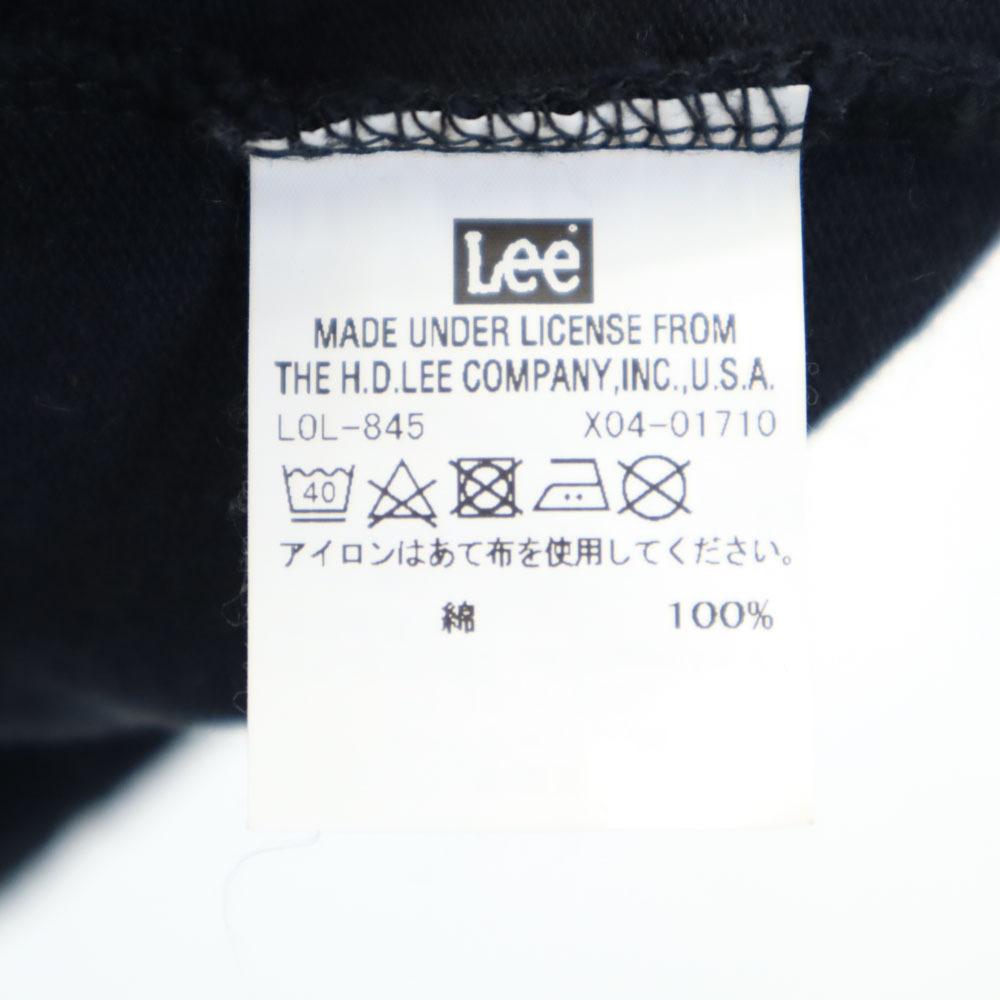 Lee
MADE UNDER LICENSE FROM
THE H.D.LEE COMPANY,INC.,U.S.A.
LOL-845 X04-01710
40
アイロンはあて布を使用してください。
綿 100%